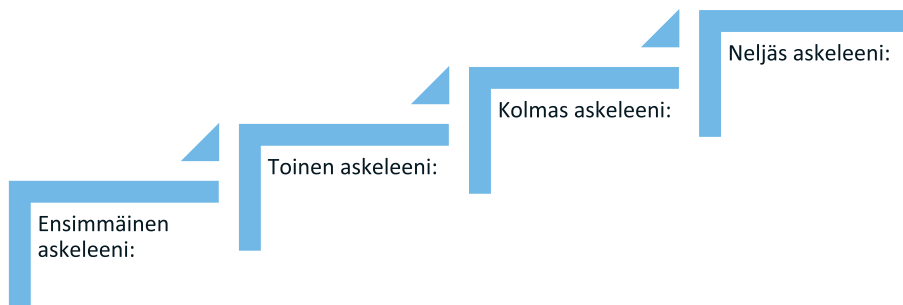 Ensimmäinen
askeleeni:
Toinen askeleeni:
Kolmas askeleeni:
Neljäs askeleeni: